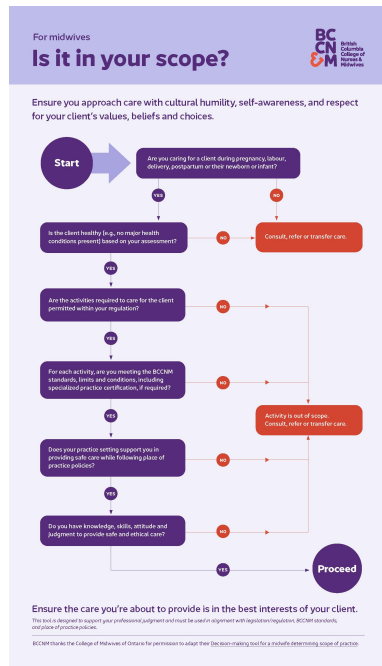 For midwives
Is it in your scope?
BC
CN
&M
British
Columbia
College of
Nurses &
Midwives
Ensure you approach care with cultural humility, self-awareness, and respect
for your client's values, beliefs and choices.
Start
Are you caring for a client during pregnancy, labour,
delivery, postpartum or their newborn or infant?
YES
NO
Is the client healthy [e.g., no major health
conditions present] based on your assessment?
NO
Consult, refer or transfer care.
YES
Are the activities required to care for the client
permitted within your regulation?
NO
YES
For each activity, are you meeting the BCCNM
standards, limits and conditions, including
specialized practice certification, if required?
NO
Activity is out of scope.
Consult, refer or transfer care.
YES
Does your practice setting support you in
providing safe care while following place of
practice policies?
NO
YES
Do you have knowledge, skills, attitude and
judgment to provide safe and ethical care?
NO
YES
Proceed
Ensure the care you're about to provide is in the best interests of your client.
This tool is designed to support your professional judgment and must be used in alignment with legislation/regulation, BCCNM standards,
and place of practice policies.
BCCNM thanks the College of Midwives of Ontario for permission to adapt their Decision-making tool for a midwife determining scope of practice.